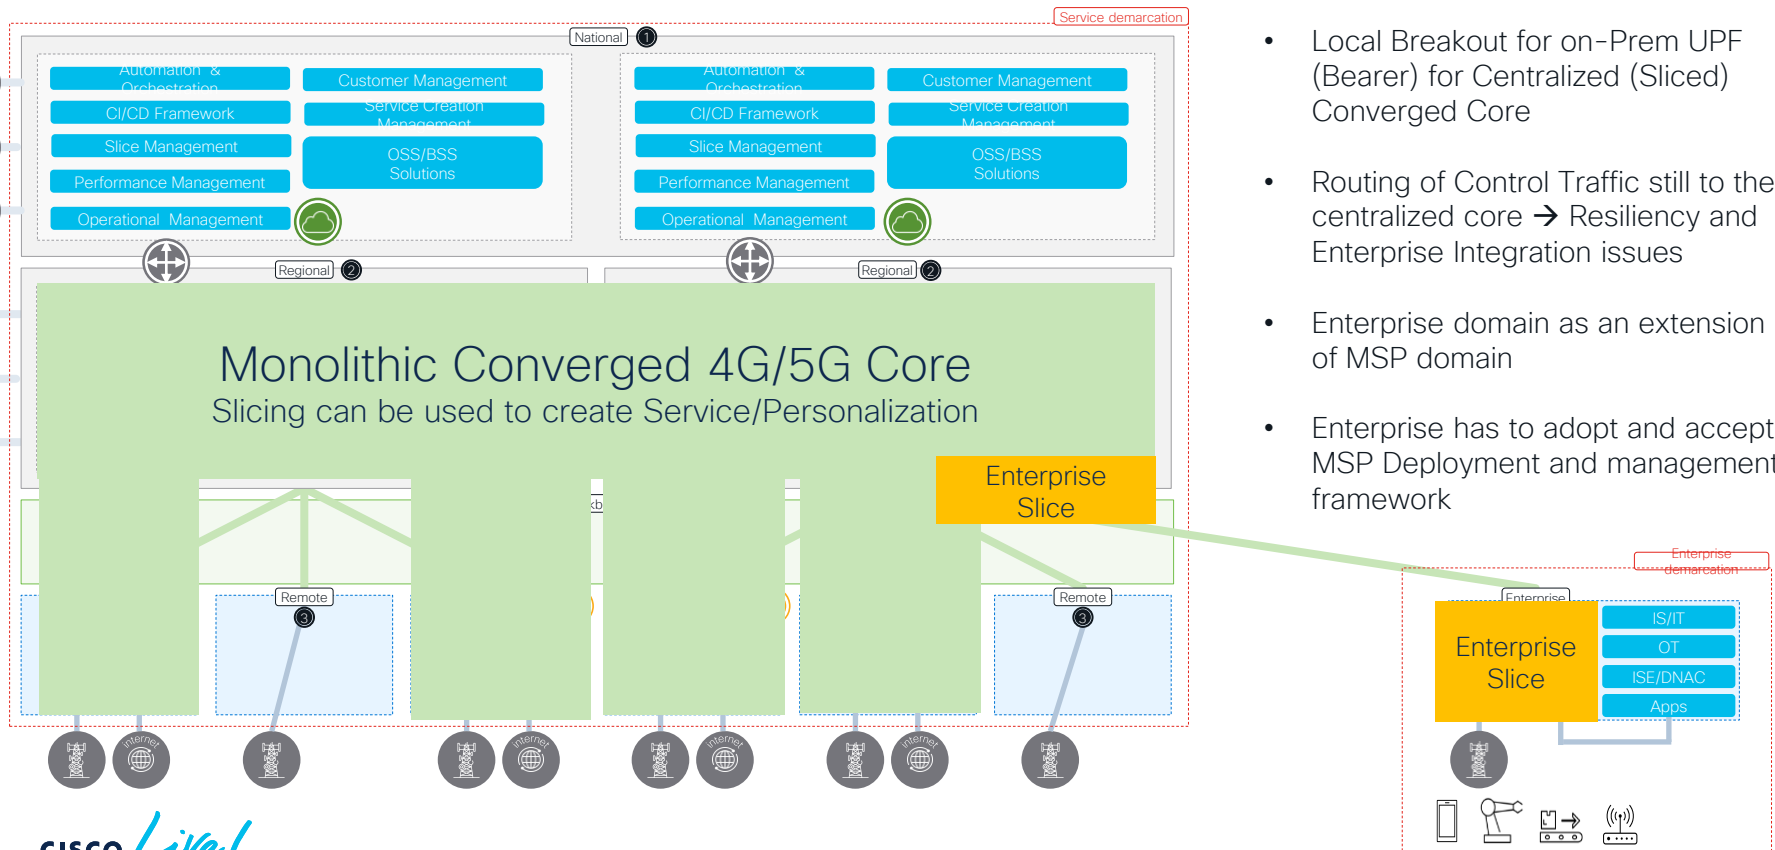 Service demarcation
National 1
Automation &
Orchestration
CI/CD Framework
Slice Management
Performance Management
Operational Management
Customer Management
Service Creation
Management
OSS/BSS
Solutions
Automation &
Orchestration
CI/CD Framework
Slice Management
Performance Management
Operational Management
Customer Management
Service Creation
Management
OSS/BSS
Solutions
Regional 2
Regional 2
Monolithic Converged 4G/5G Core
Slicing can be used to create Service/Personalization
Enterprise
Slice
kb
Remote
3
Remote
3
internet
internet
internet
internet
• Local Breakout for on-Prem UPF
(Bearer) for Centralized (Sliced)
Converged Core
• Routing of Control Traffic still to the
centralized core → Resiliency and
Enterprise Integration issues
• Enterprise domain as an extension
of MSP domain
• Enterprise has to adopt and accept
MSP Deployment and management
framework
Enterprise
demarcation
Enterprise
Enterprise
Slice
IS/IT
OT
ISE/DNAC
Apps
CISCO Live!